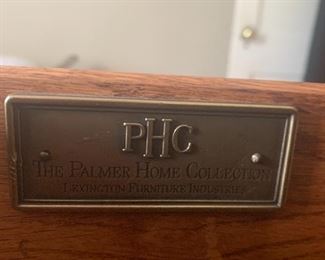 PHC
THE PALMER HOME COLLECTION
LEXINGTON FURNITURE INDUSTRIES